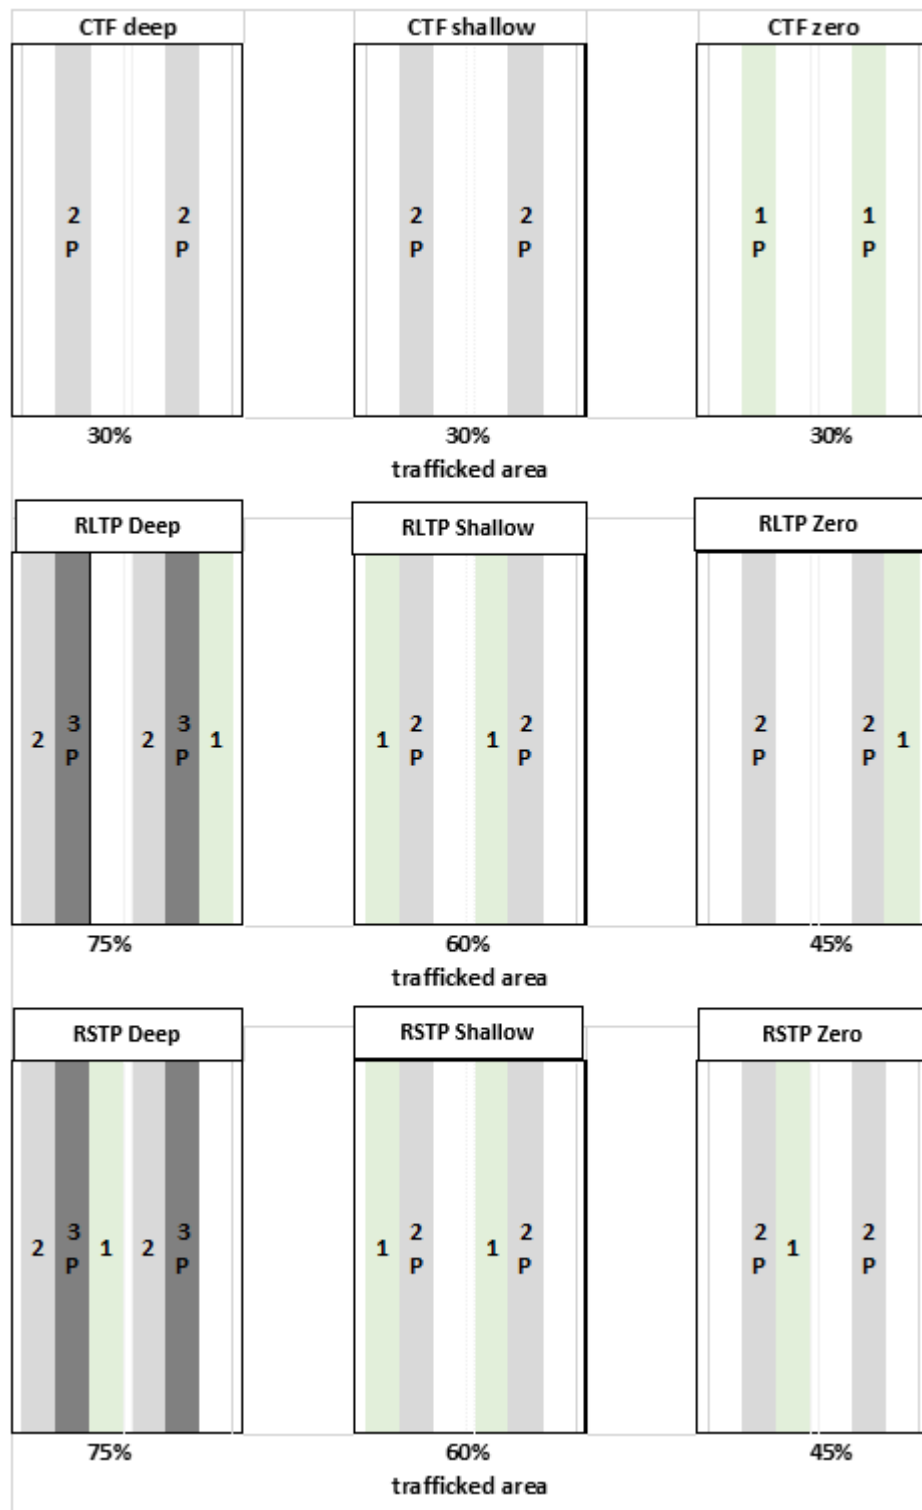 CTF deep CTF shallow CTF zero
2 2 2 2 1 1
P P P P P P
30% 30% 30%
trafficked area
RLTP Deep RLTP Shallow RLTP Zero
2 3 2 3 1 1 2 1 2 2 2 1
P P P P P P
75% 60% 45%
trafficked area
RSTP Deep RSTP Shallow RSTP Zero
2 3 1 2 3 1 2 1 2 2 1 2
P P P P P P
75% 60% 45%
trafficked area